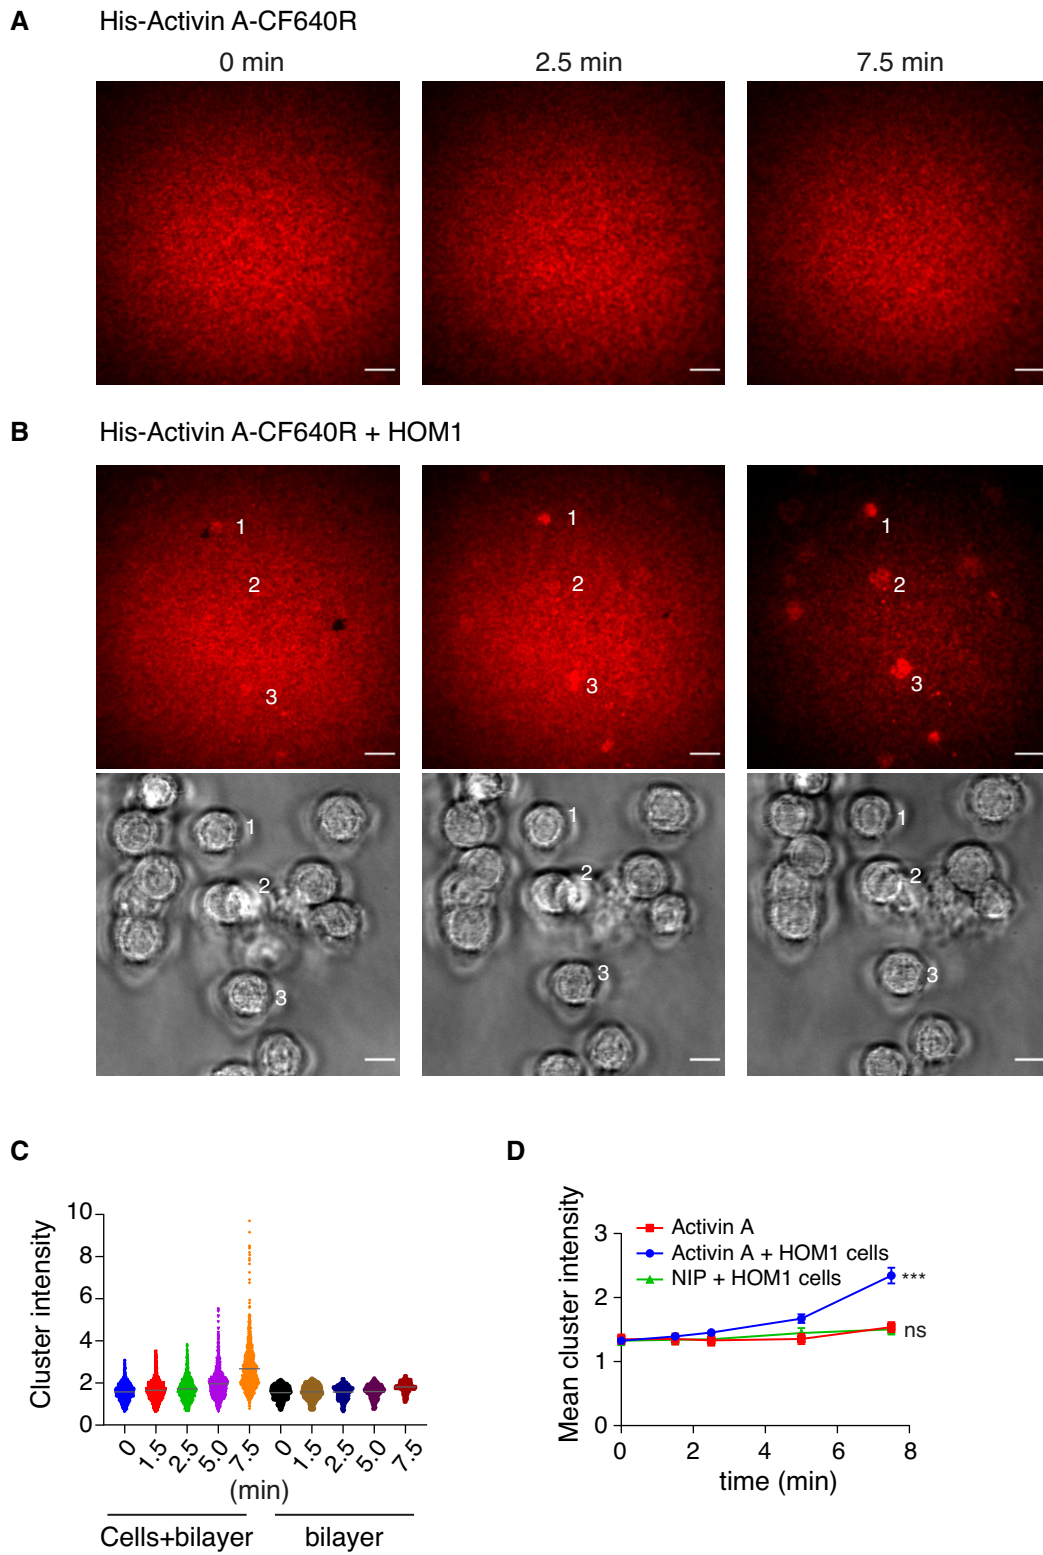 A His-Activin A-CF640R
0 min 2.5 min 7.5 min
B His-Activin A-CF640R + HOM1
1 1 1
2 2 2
3 3 3
1 1 1
2 2 2
3 3 3
C D
10
8
6
4
2
0
Cluster intensity
0 1.5 2.5 5.0 7.5 0 1.5 2.5 5.0 7.5
(min)
Cells+bilayer bilayer
3
2
1
0
Mean cluster intensity
Activin A
Activin A + HOM1 cells
NIP + HOM1 cells
***
ns
0 2 4 6 8
time (min)